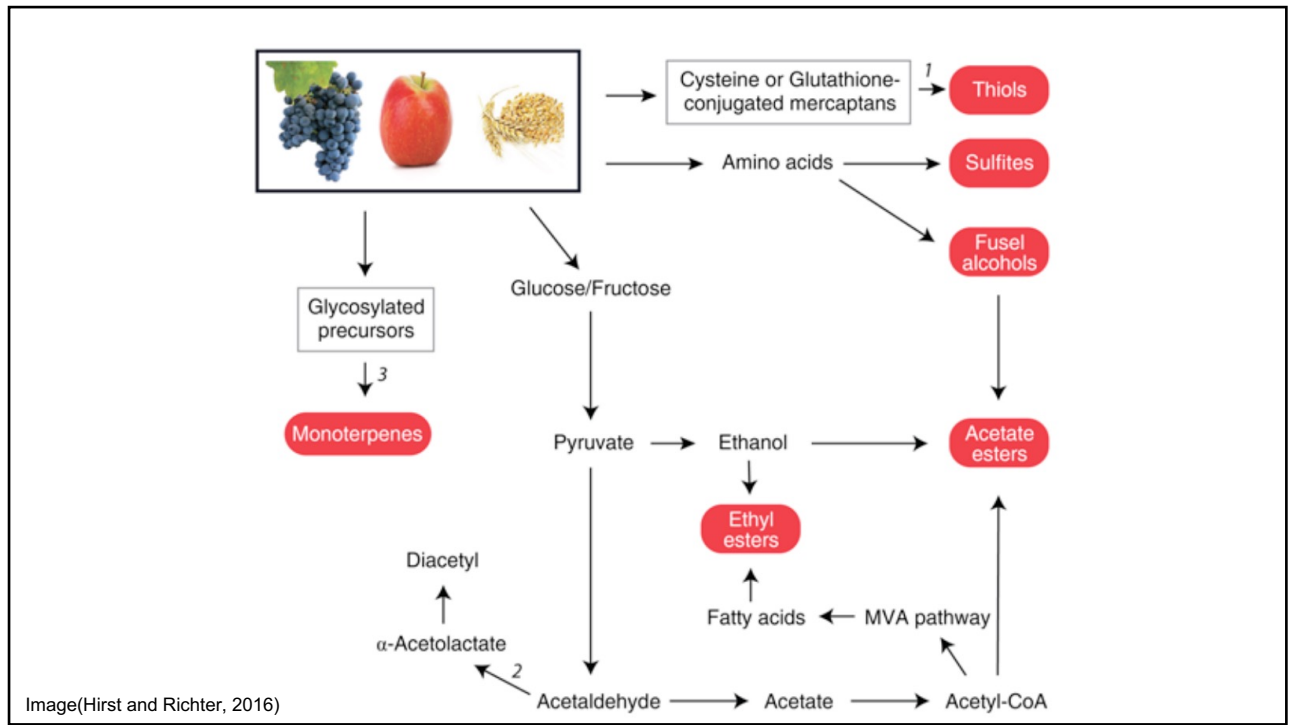 Cysteine or Glutathione-
conjugated mercaptans
1
Thiols
Amino acids
Sulfites
Fusel
alcohols
Glucose/Fructose
Glycosylated
precursors
3
Monoterpenes
Pyruvate
Ethanol
Acetate
esters
Ethyl
esters
Diacetyl
Fatty acids
MVA pathway
α-Acetolactate
2
Acetaldehyde
Acetate
Acetyl-CoA
Image(Hirst and Richter, 2016)